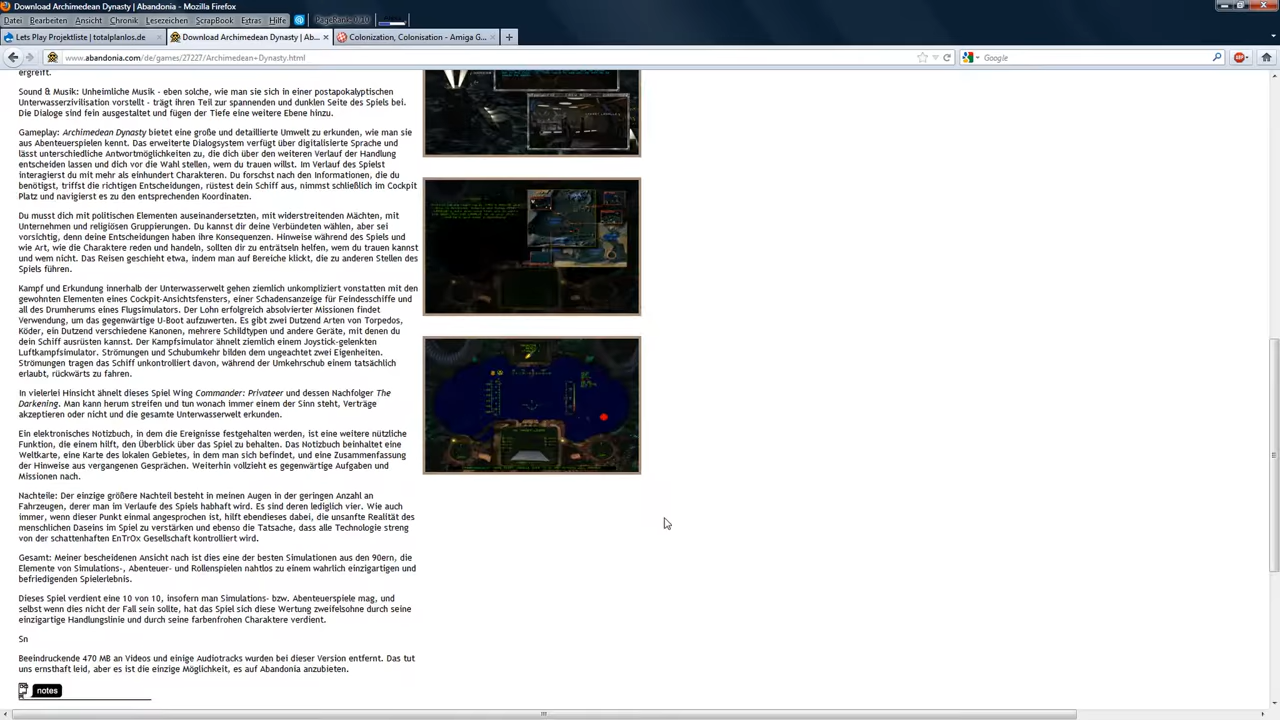 Download Archimedean Dynasty | Abandonia - Mozilla Firefox
Datei Bearbeiten Ansicht Chronik Lesezeichen ScrapBook Extras Hilfe PageRank: 0/10
Lets Play Projektliste | totalplanlos.de Download Archimedean Dynasty | Ab... Colonization, Colonisation - Amiga G...
www.abandonia.com/de/games/27227/Archimedean+Dynasty.html Google
ergreift.
Sound & Musik: Unheimliche Musik - eben solche, wie man sie sich in einer postapokalyptischen
Unterwasserzivilisation vorstellt - trägt ihren Teil zur spannenden und dunklen Seite des Spiels bei.
Die Dialoge sind fein ausgestaltet und fügen der Tiefe eine weitere Ebene hinzu.
Gameplay: Archimedean Dynasty bietet eine große und detaillierte Umwelt zu erkunden, wie man sie
aus Abenteuerspielen kennt. Das erweiterte Dialogsystem verfügt über digitalisierte Sprache und
lässt unterschiedliche Antwortmöglichkeiten zu, die dich über den weiteren Verlauf der Handlung
entscheiden lassen und dich vor die Wahl stellen, wem du trauen willst. Im Verlauf des Spielst
interagierst du mit mehr als einhundert Charakteren. Du forschst nach den Informationen, die du
benötigst, triffst die richtigen Entscheidungen, rüstest dein Schiff aus, nimmst schließlich im Cockpit
Platz und navigierst es zu den entsprechenden Koordinaten.
Du musst dich mit politischen Elementen auseinandersetzten, mit widerstreitenden Mächten, mit
Unternehmen und religiösen Gruppierungen. Du kannst dir deine Verbündeten wählen, aber sei
vorsichtig, denn deine Entscheidungen haben ihre Konsequenzen. Hinweise während des Spiels und
wie Art, wie die Charaktere reden und handeln, sollten dir zu enträtseln helfen, wem du trauen kannst
und wem nicht. Das Reisen geschieht etwa, indem man auf Bereiche klickt, die zu anderen Stellen des
Spiels führen.
Kampf und Erkundung innerhalb der Unterwasserwelt gehen ziemlich unkompliziert vonstatten mit den
gewohnten Elementen eines Cockpit-Ansichtsfensters, einer Schadensanzeige für Feindesschiffe und
all des Drumherums eines Flugsimulators. Der Lohn erfolgreich absolvierter Missionen findet
Verwendung, um das gegenwärtige U-Boot aufzuwerten. Es gibt zwei Dutzend Arten von Torpedos,
Köder, ein Dutzend verschiedene Kanonen, mehrere Schildtypen und andere Geräte, mit denen du
dein Schiff ausrüsten kannst. Der Kampfsimulator ähnelt ziemlich einem Joystick-gelenkten
Luftkampfsimulator. Strömungen und Schubumkehr bilden dem ungeachtet zwei Eigenheiten.
Strömungen tragen das Schiff unkontrolliert davon, während der Umkehrschub einem tatsächlich
erlaubt, rückwärts zu fahren.
In vielerlei Hinsicht ähnelt dieses Spiel Wing Commander: Privateer und dessen Nachfolger The
Darkening. Man kann herum streifen und tun wonach immer einem der Sinn steht, Verträge
akzeptieren oder nicht und die gesamte Unterwasserwelt erkunden.
Ein elektronisches Notizbuch, in dem die Ereignisse festgehalten werden, ist eine weitere nützliche
Funktion, die einem hilft, den Überblick über das Spiel zu behalten. Das Notizbuch beinhaltet eine
Weltkarte, eine Karte des lokalen Gebietes, in dem man sich befindet, und eine Zusammenfassung
der Hinweise aus vergangenen Gesprächen. Weiterhin vollzieht es gegenwärtige Aufgaben und
Missionen nach.
Nachteile: Der einzige größere Nachteil besteht in meinen Augen in der geringen Anzahl an
Fahrzeugen, derer man im Verlaufe des Spiels habhaft wird. Es sind deren lediglich vier. Wie auch
immer, wenn dieser Punkt einmal angesprochen ist, hilft ebendieses dabei, die unsanfte Realität des
menschlichen Daseins im Spiel zu verstärken und ebenso die Tatsache, dass alle Technologie streng
von der schattenhaften EnTrOx Gesellschaft kontrolliert wird.
Gesamt: Meiner bescheidenen Ansicht nach ist dies eine der besten Simulationen aus den 90ern, die
Elemente von Simulations-, Abenteuer- und Rollenspielen nahtlos zu einem wahrlich einzigartigen und
befriedigenden Spielerlebnis.
Dieses Spiel verdient eine 10 von 10, insofern man Simulations- bzw. Abenteuerspiele mag, und
selbst wenn dies nicht der Fall sein sollte, hat das Spiel sich diese Wertung zweifelsohne durch seine
einzigartige Handlungslinie und durch seine farbenfrohen Charaktere verdient.
Sn
Beeindruckende 470 MB an Videos und einige Audiotracks wurden bei dieser Version entfernt. Das tut
uns ernsthaft leid, aber es ist die einzige Möglichkeit, es auf Abandonia anzubieten.
notes